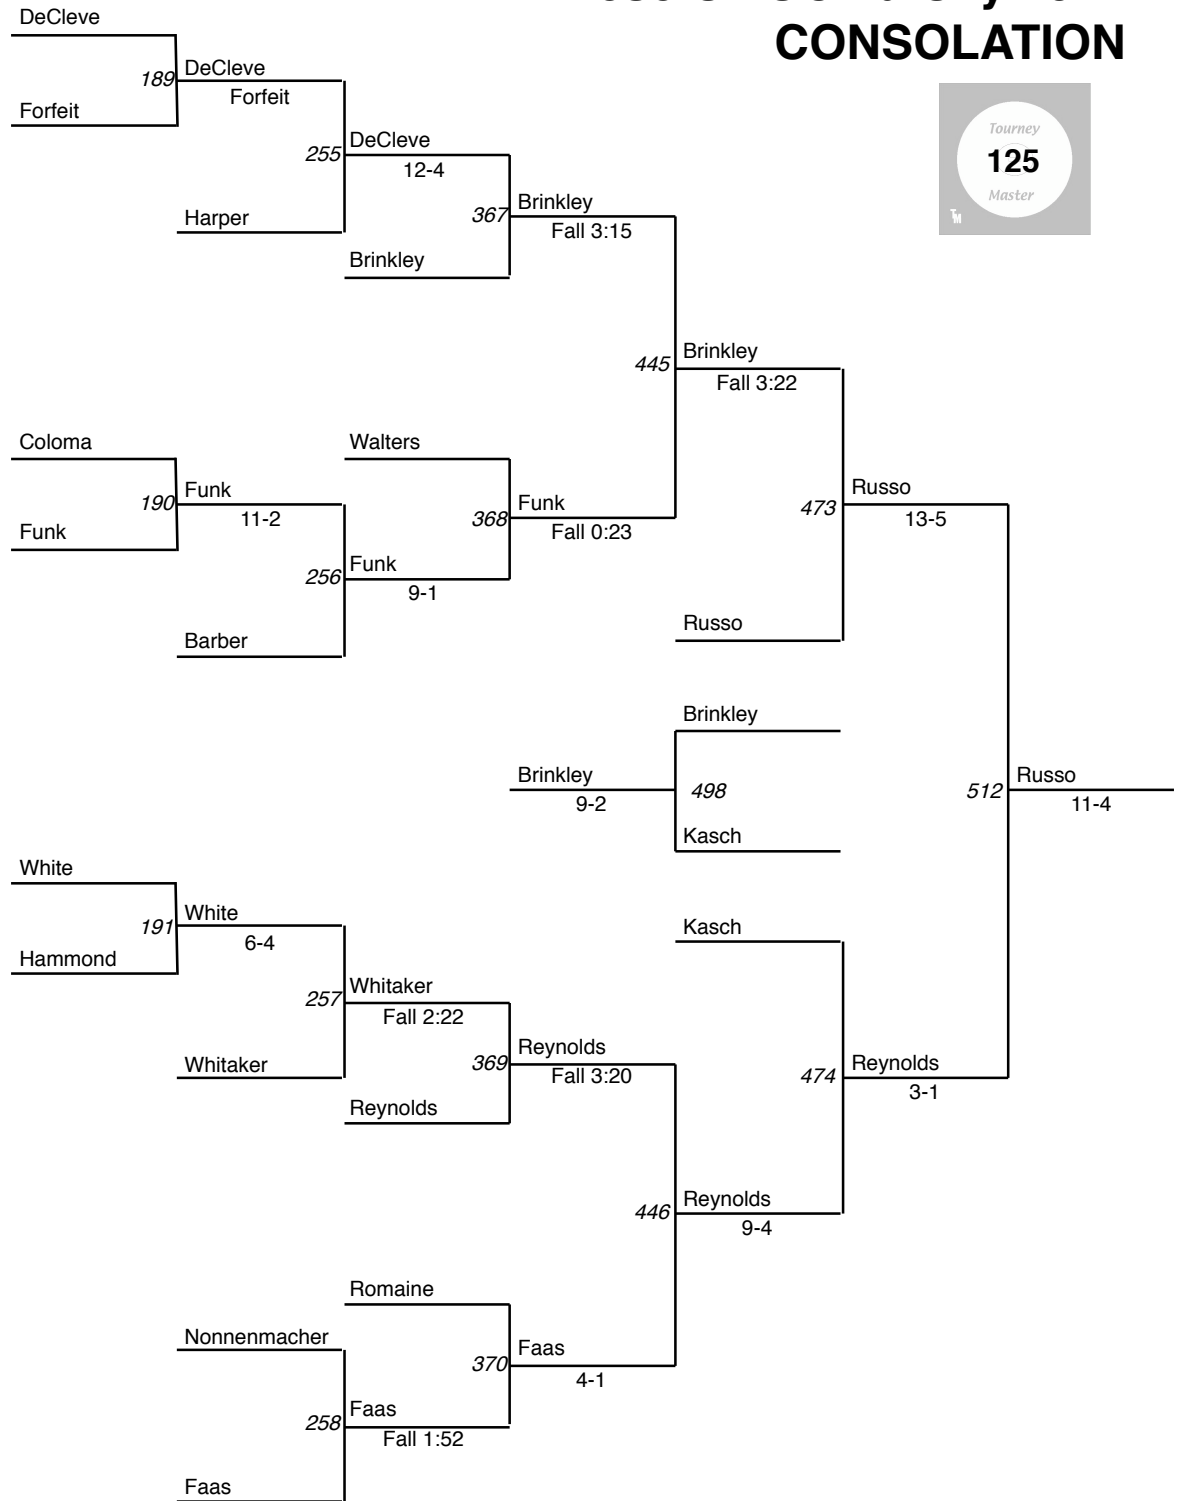 CONSOLATION
Tourney
125
Master
TM
DeCleve
189
DeCleve
Forfeit
Forfeit
255
DeCleve
12-4
Harper
367
Brinkley
Fall 3:15
Brinkley
445
Brinkley
Fall 3:22
Coloma
Walters
190
Funk
11-2
Funk
368
Funk
Fall 0:23
473
Russo
13-5
256
Funk
9-1
Barber
Russo
Brinkley
Brinkley
9-2
498
512
Russo
11-4
Kasch
White
191
White
6-4
Kasch
Hammond
257
Whitaker
Fall 2:22
Whitaker
369
Reynolds
Fall 3:20
474
Reynolds
3-1
Reynolds
446
Reynolds
9-4
Romaine
Nonnenmacher
370
Faas
4-1
258
Faas
Fall 1:52
Faas